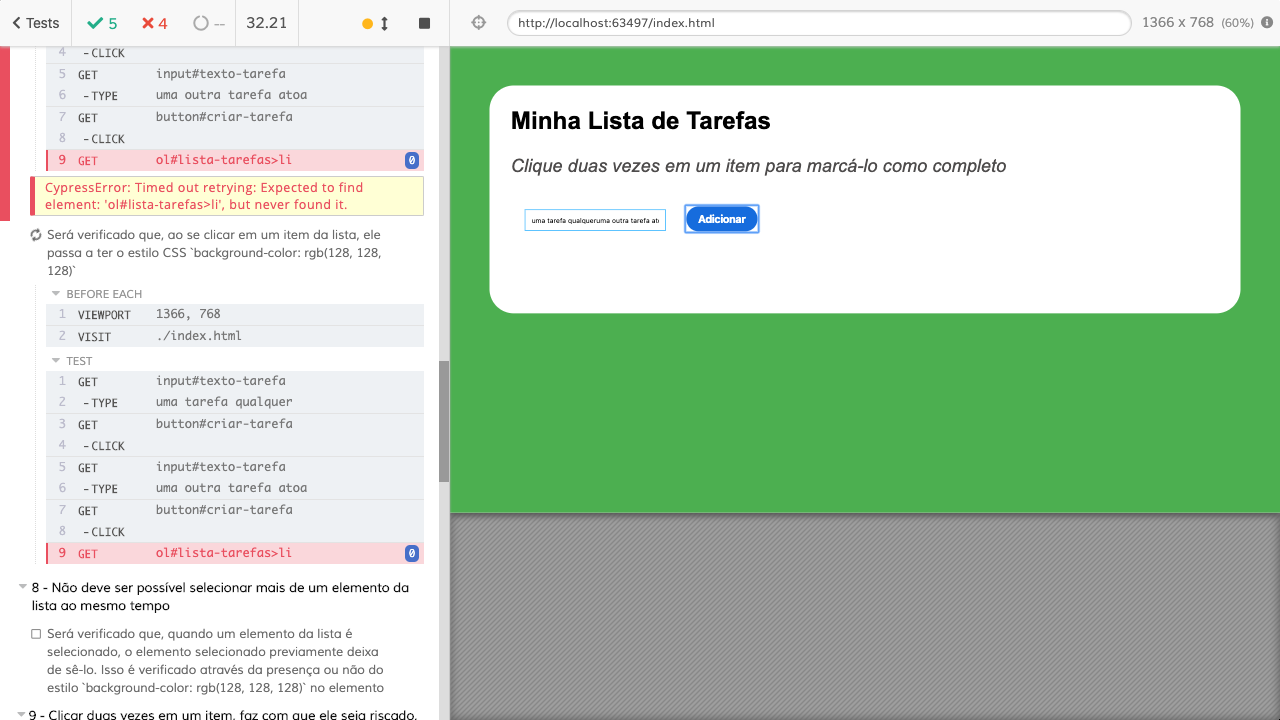 Tests 5 4 -- 32.21
http://localhost:63497/index.html 1366 x 768 (60%)
4 - CLICK
5 GET input#texto-tarefa
6 - TYPE uma outra tarefa atoa
7 GET button#criar-tarefa
8 - CLICK
9 GET ol#lista-tarefas>li 0
CypressError: Timed out retrying: Expected to find
element: 'ol#lista-tarefas>li', but never found it.
Será verificado que, ao se clicar em um item da lista, ele
passa a ter o estilo CSS `background-color: rgb(128, 128,
128)`
BEFORE EACH
1 VIEWPORT 1366, 768
2 VISIT ./index.html
TEST
1 GET input#texto-tarefa
2 - TYPE uma tarefa qualquer
3 GET button#criar-tarefa
4 - CLICK
5 GET input#texto-tarefa
6 - TYPE uma outra tarefa atoa
7 GET button#criar-tarefa
8 - CLICK
9 GET ol#lista-tarefas>li 0
8 - Não deve ser possível selecionar mais de um elemento da
lista ao mesmo tempo
Será verificado que, quando um elemento da lista é
selecionado, o elemento selecionado previamente deixa
de sê-lo. Isso é verificado através da presença ou não do
estilo `background-color: rgb(128, 128, 128)` no elemento
9 - Clicar duas vezes em um item, faz com que ele seja riscado,
Minha Lista de Tarefas
Clique duas vezes em um item para marcá-lo como completo
uma tarefa qualqueruma outra tarefa ato
Adicionar